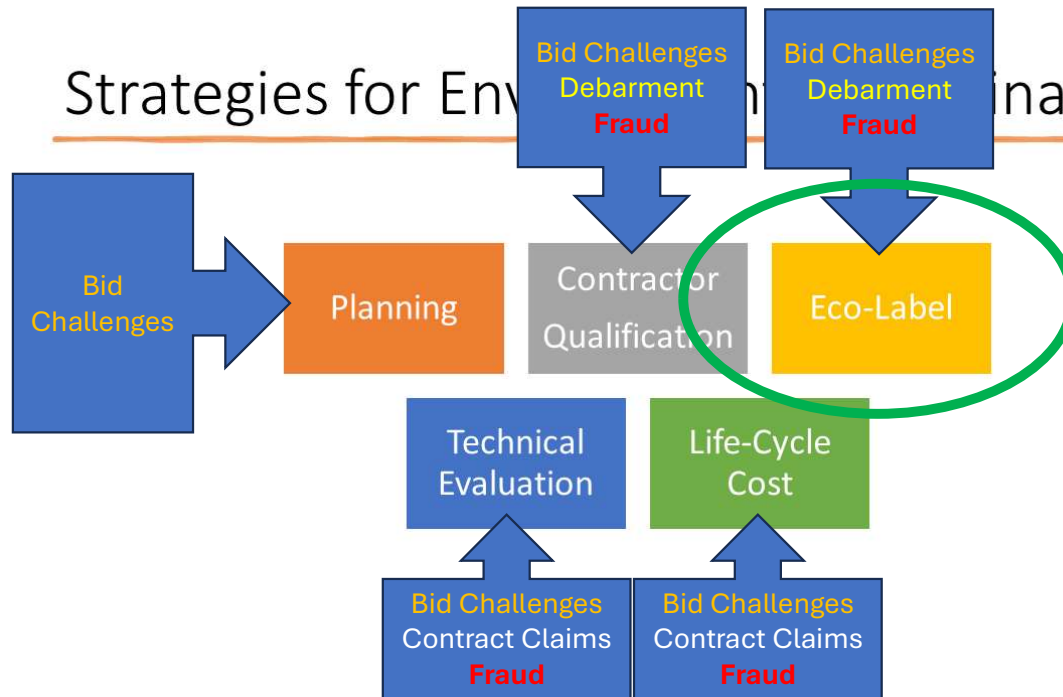 Strategies for Env
Bid Challenges
Debarment
Fraud
Bid Challenges
Debarment
Fraud
Bid
Challenges
Planning
Contractor
Qualification
Eco-Label
Technical
Evaluation
Life-Cycle
Cost
Bid Challenges
Contract Claims
Fraud
Bid Challenges
Contract Claims
Fraud